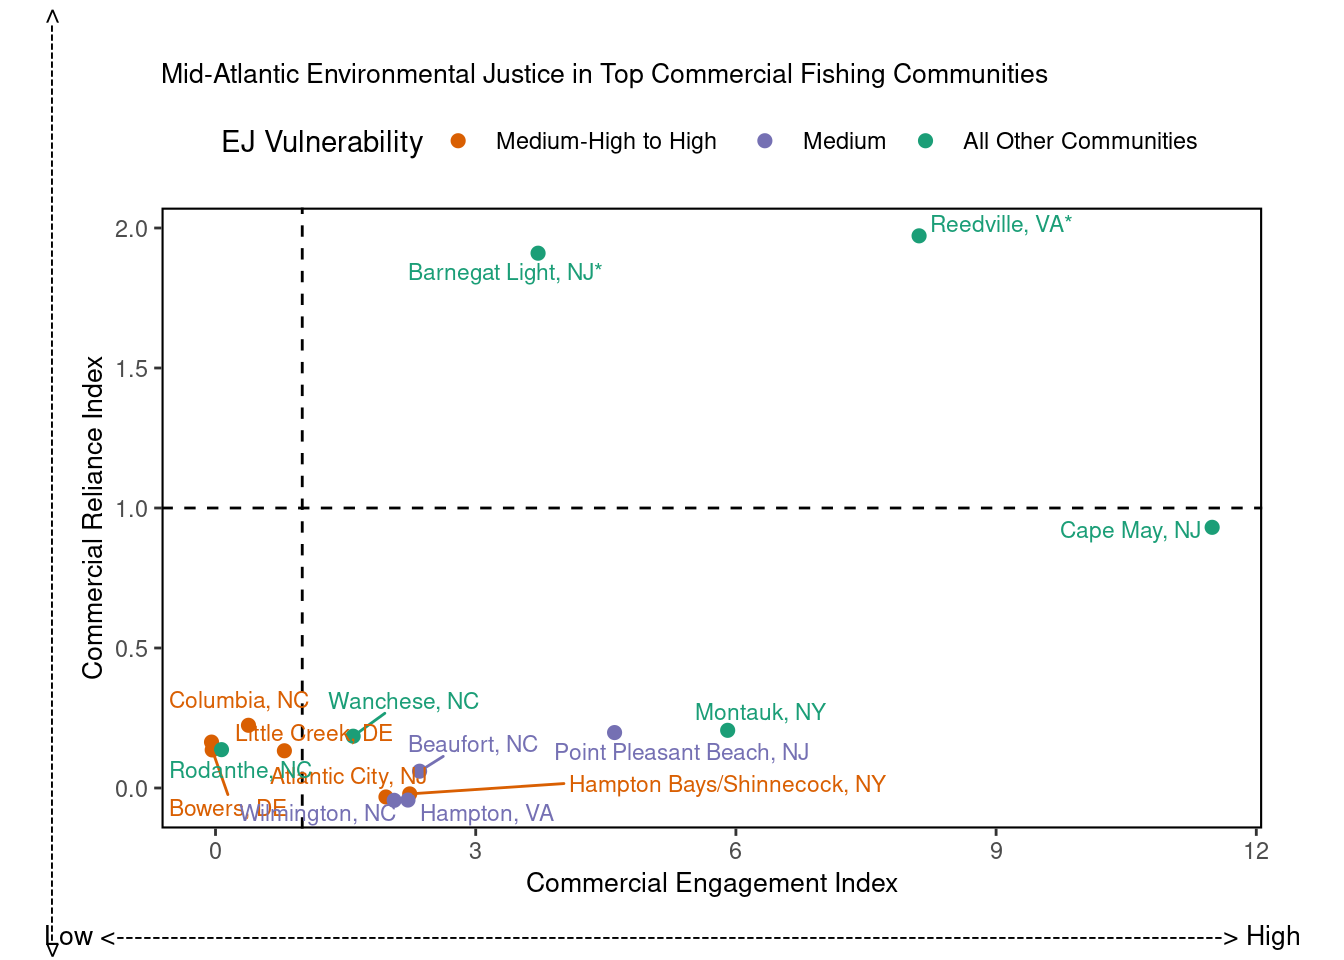 Mid-Atlantic Environmental Justice in Top Commercial Fishing Communities
EJ Vulnerability Medium-High to High Medium All Other Communities
Commercial Reliance Index
2.0
1.5
1.0
0.5
0.0
Reedville, VA*
Barnegat Light, NJ*
Cape May, NJ
Columbia, NC
Wanchese, NC
Montauk, NY
Little Creek, DE
Beaufort, NC
Point Pleasant Beach, NJ
Rodanthe, NC
Atlantic City, NJ
Hampton Bays/Shinnecock, NY
Bowers, DE
Wilmington, NC
Hampton, VA
0 3 6 9 12
Commercial Engagement Index
Low <--------------------> High